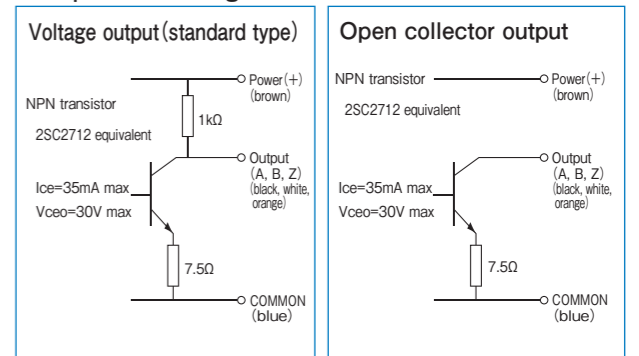 Voltage output(standard type)
Power(+)
(brown)
NPN transistor
1kΩ
2SC2712 equivalent
Output
(A, B, Z)
(black, white,
orange)
Ice=35mA max
Vceo=30V max
7.5Ω
COMMON
(blue)
Open collector output
NPN transistor
Power(+)
(brown)
2SC2712 equivalent
Output
(A, B, Z)
(black, white,
orange)
Ice=35mA max
Vceo=30V max
7.5Ω
COMMON
(blue)